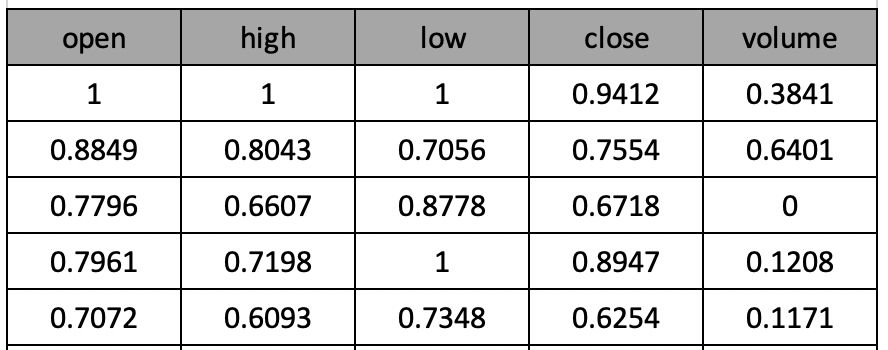 open high low close volume
1 1 1 0.9412 0.3841
0.8849 0.8043 0.7056 0.7554 0.6401
0.7796 0.6607 0.8778 0.6718 0
0.7961 0.7198 1 0.8947 0.1208
0.7072 0.6093 0.7348 0.6254 0.1171